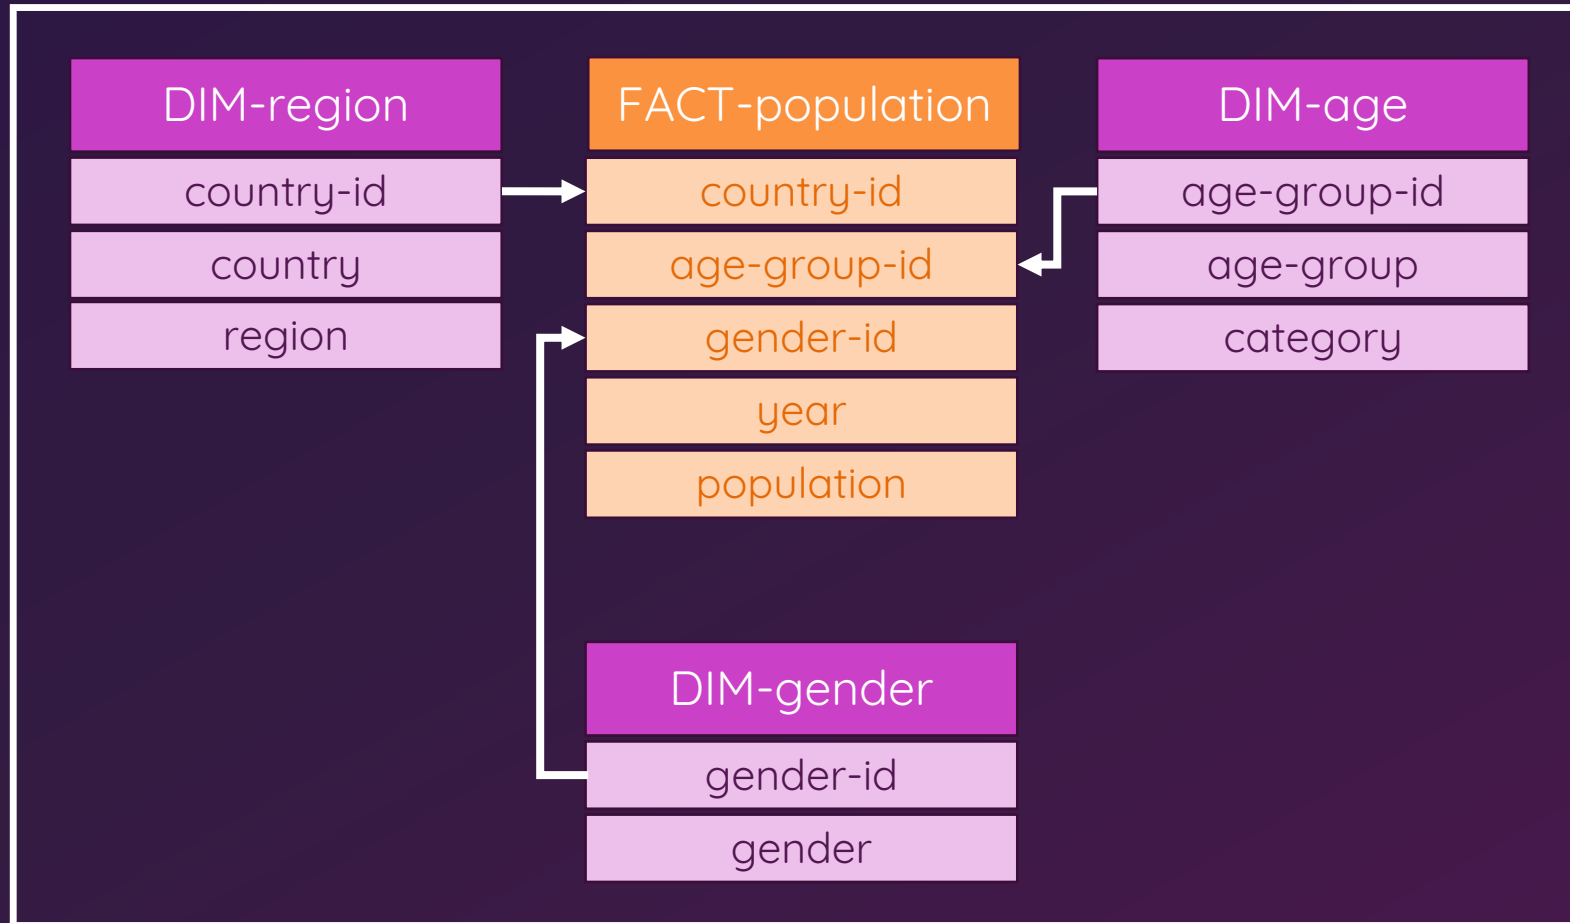 DIM-region
country-id
country
region
FACT-population
country-id
age-group-id
gender-id
year
population
DIM-age
age-group-id
age-group
category
DIM-gender
gender-id
gender